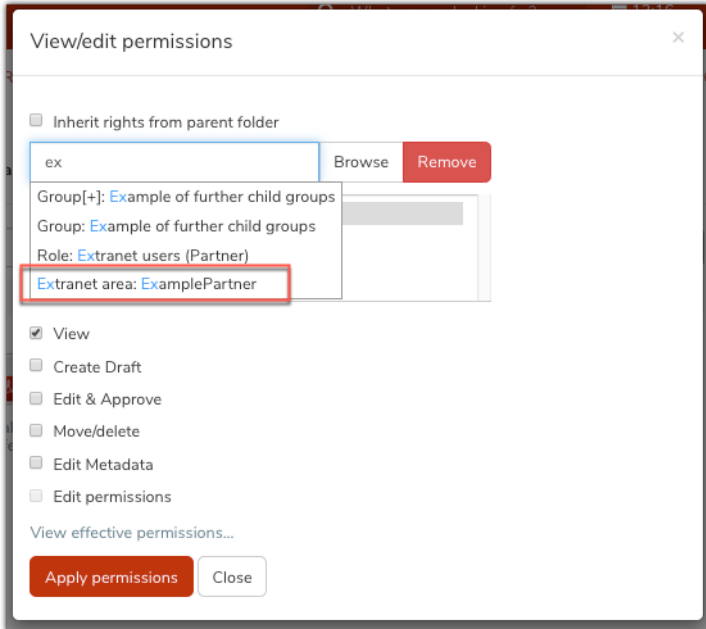 View/edit permissions
×
Inherit rights from parent folder
ex
Browse
Remove
Group[+]: Example of further child groups
Group: Example of further child groups
Role: Extranet users (Partner)
Extranet area: ExamplePartner
View
Create Draft
Edit & Approve
Move/delete
Edit Metadata
Edit permissions
View effective permissions...
Apply permissions
Close